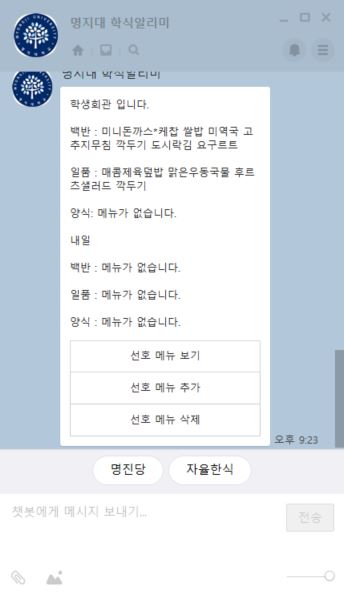 명지대 학식알리미
명지대 학식알리미
학생회관 입니다.
백반 : 미니돈까스*케찹 쌀밥 미역국 고
추지무침 깍두기 도시락김 요구르트
일품 : 매콤제육덮밥 맑은우동국물 후르
츠샐러드 깍두기
양식: 메뉴가 없습니다.
내일
백반 : 메뉴가 없습니다.
일품 : 메뉴가 없습니다.
양식 : 메뉴가 없습니다.
선호 메뉴 보기
선호 메뉴 추가
선호 메뉴 삭제
오후 9:23
명진당
자율한식
챗봇에게 메시지 보내기...
전송